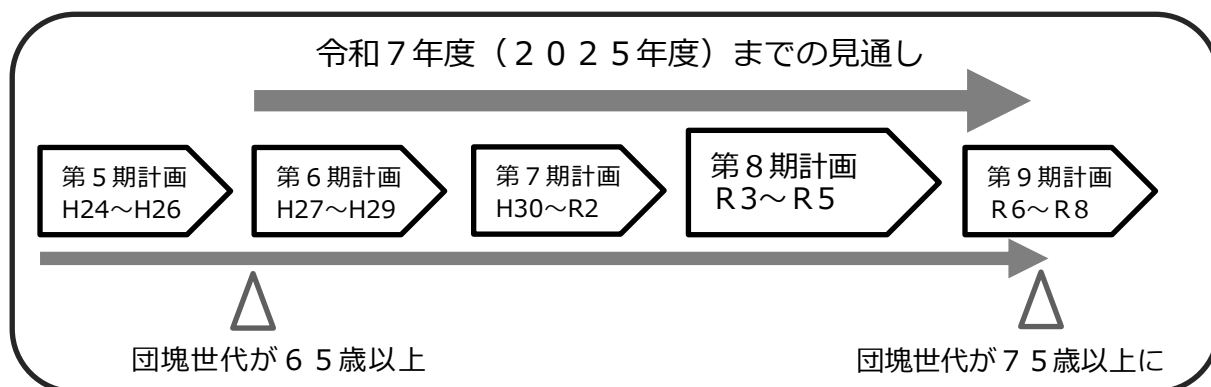 令和７年度（２０２５年度）までの見通し
第５期計画
H24～H26
第６期計画
H27～H29
第７期計画
H30～R2
第８期計画
Ｒ３～Ｒ５
第９期計画
Ｒ６～Ｒ８
団塊世代が６５歳以上
団塊世代が７５歳以上に